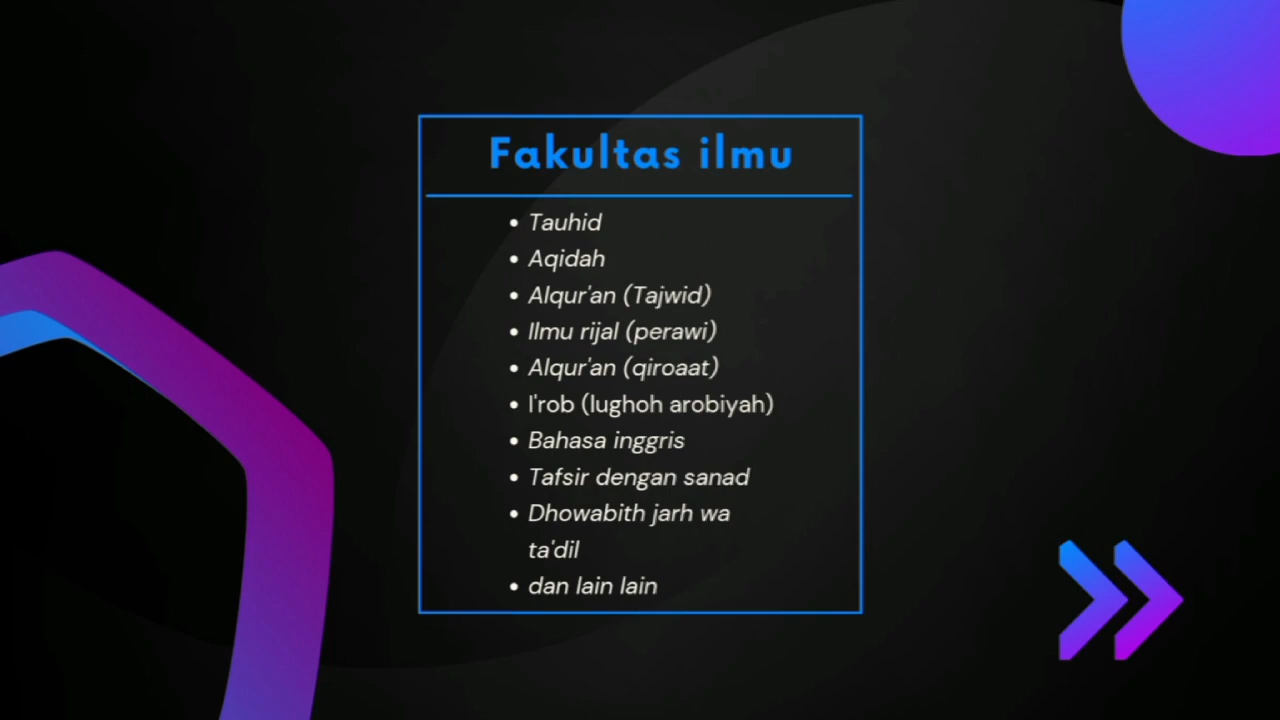 Fakultas ilmu
• Tauhid
• Aqidah
• Alqur'an (Tajwid)
• Ilmu rijal (perawi)
• Alqur'an (qiroaat)
• I'rob (lughoh arobiyah)
• Bahasa inggris
• Tafsir dengan sanad
• Dhowabith jarh wa
ta'dil
• dan lain lain